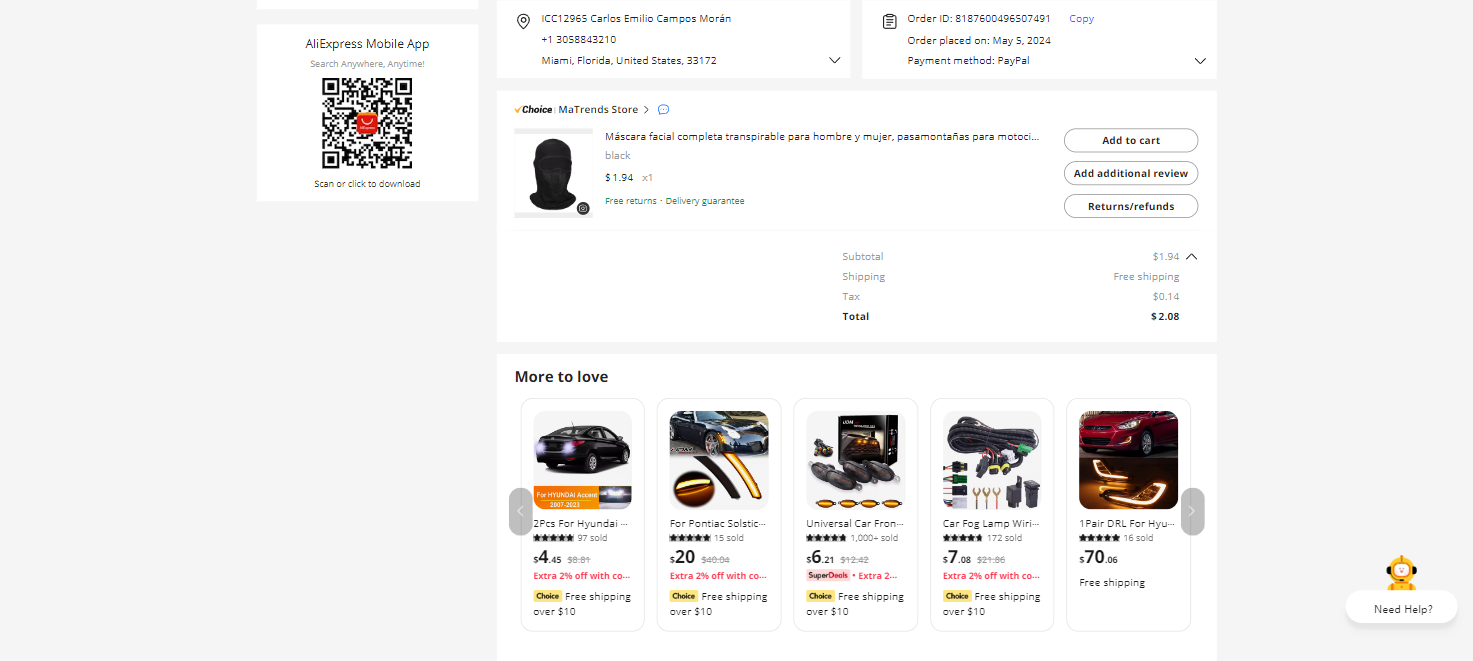 AliExpress Mobile App
Search Anywhere, Anytime!
AliExpress
Scan or click to download
ICC12965 Carlos Emilio Campos Morán
+1 3058843210
Miami, Florida, United States, 33172
Order ID: 8187600496507491 Copy
Order placed on: May 5, 2024
Payment method: PayPal
Choice MaTrends Store
Máscara facial completa transpirable para hombre y mujer, pasamontañas para motoci...
black
$1.94 x1
Free returns · Delivery guarantee
Add to cart
Add additional review
Returns/refunds
Subtotal $1.94
Shipping Free shipping
Tax $0.14
Total $2.08
More to love
For HYUNDAI Accent
2007-2023
2Pcs For Hyundai ...
97 sold
$4.45 $8.81
Extra 2% off with co...
Choice Free shipping
over $10
For Pontiac Solstic...
15 sold
$20 $40.04
Extra 2% off with co...
Choice Free shipping
over $10
Universal Car Fron...
1,000+ sold
$6.21 $12.42
SuperDeals • Extra 2...
Choice Free shipping
over $10
Car Fog Lamp Wiri...
172 sold
$7.08 $21.86
Extra 2% off with co...
Choice Free shipping
over $10
1Pair DRL For Hyu...
16 sold
$70.06
Free shipping
Need Help?